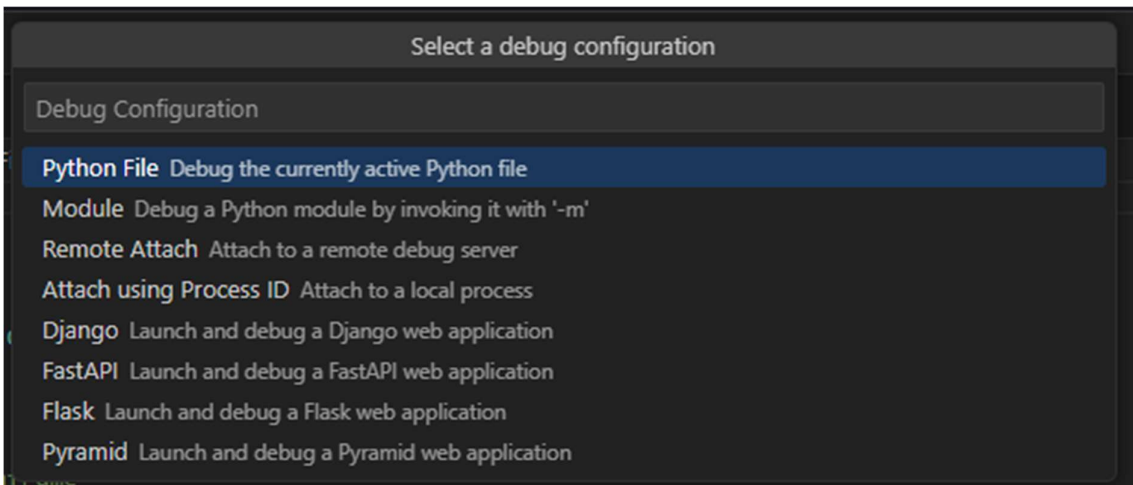 Select a debug configuration
Debug Configuration
Python File Debug the currently active Python file
Module Debug a Python module by invoking it with '-m'
Remote Attach Attach to a remote debug server
Attach using Process ID Attach to a local process
Django Launch and debug a Django web application
FastAPI Launch and debug a FastAPI web application
Flask Launch and debug a Flask web application
Pyramid Launch and debug a Pyramid web application